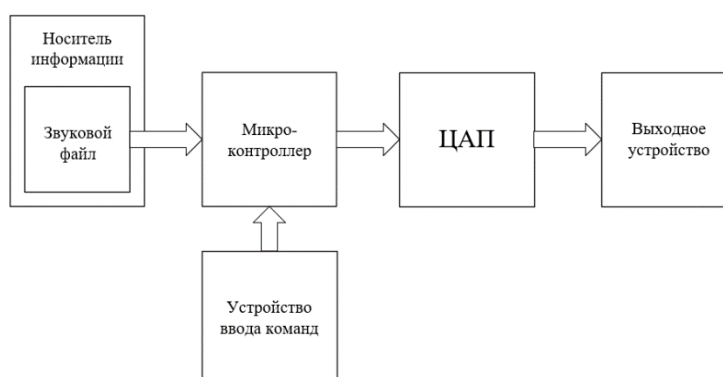 Носитель
информации
Звуковой
файл
Микро-
контроллер
ЦАП
Выходное
устройство
Устройство
ввода команд